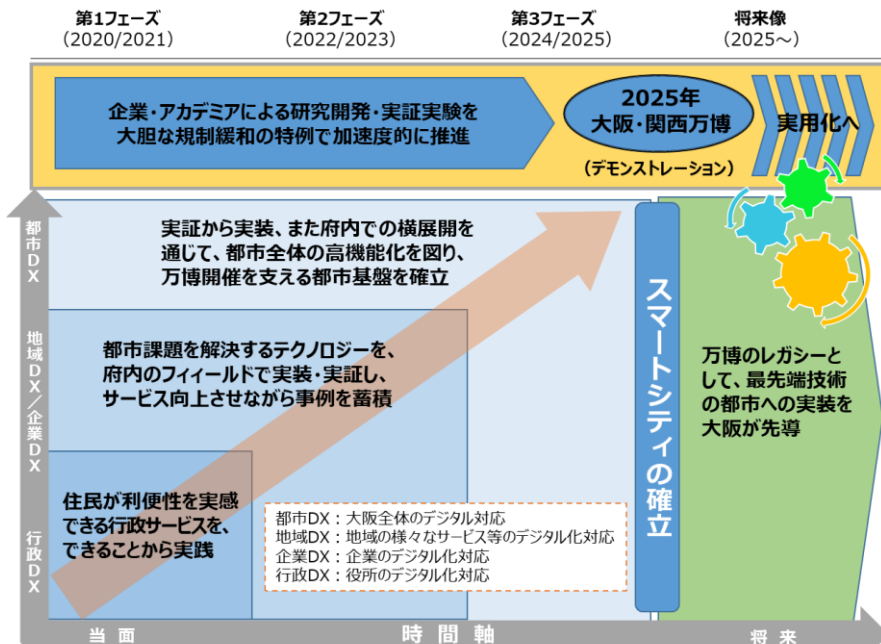 第1フェーズ
(2020/2021)
第2フェーズ
(2022/2023)
第3フェーズ
(2024/2025)
将来像
(2025～)
企業・アカデミアによる研究開発・実証実験を
大胆な規制緩和の特例で加速度的に推進
2025年
大阪・関西万博
(デモンストレーション)
実用化へ
都市DX
地域DX／企業DX
行政DX
実証から実装、また府内での横展開を
通じて、都市全体の高機能化を図り、
万博開催を支える都市基盤を確立
都市課題を解決するテクノロジーを、
府内のフィィールドで実装・実証し、
サービス向上させながら事例を蓄積
住民が利便性を実感
できる行政サービスを、
できることから実践
都市DX：大阪全体のデジタル対応
地域DX：地域の様々なサービス等のデジタル化対応
企業DX：企業のデジタル化対応
行政DX：役所のデジタル化対応
スマートシティの確立
万博のレガシーと
して、最先端技術
の都市への実装を
大阪が先導
当面
時間軸
将来